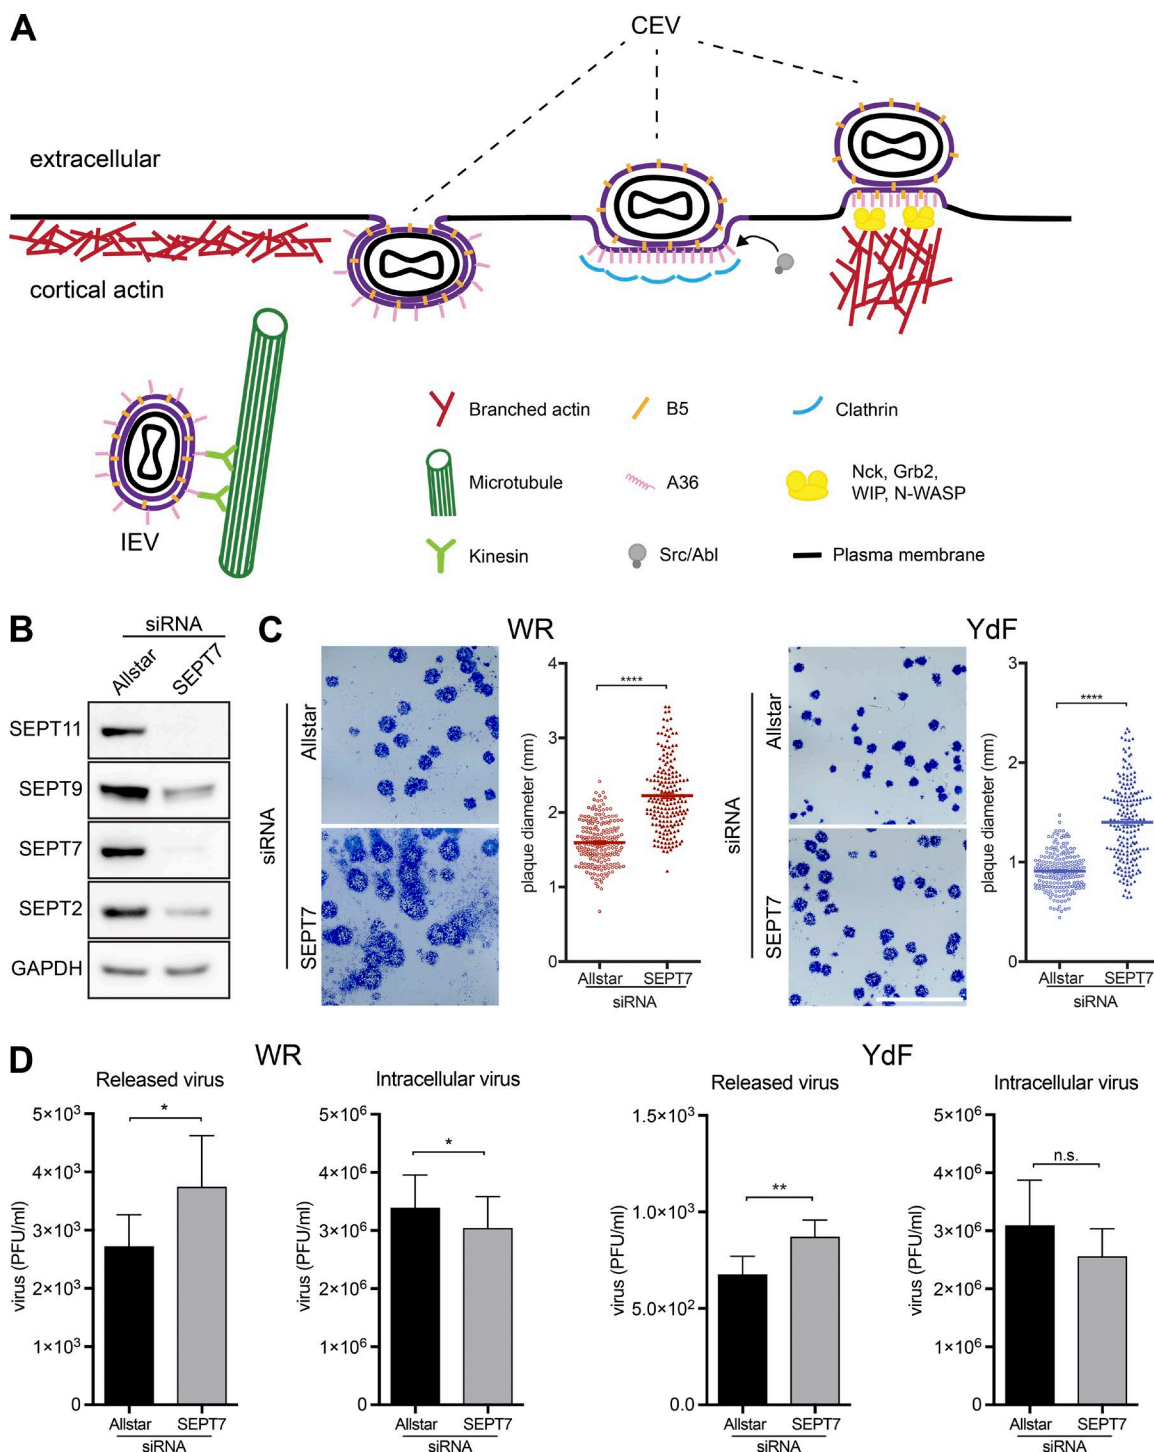 A
CEV
extracellular
cortical actin
IEV
Branched actin
B5
Clathrin
Microtubule
A36
Nck, Grb2,
WIP, N-WASP
Kinesin
Src/Abl
Plasma membrane
B
siRNA
Allstar
SEPT7
SEPT11
SEPT9
SEPT7
SEPT2
GAPDH
C
WR
siRNA
Allstar
SEPT7
plaque diameter (mm)
4
3
2
1
0
****
Allstar
SEPT7
siRNA
YdF
siRNA
Allstar
SEPT7
plaque diameter (mm)
3
2
1
0
****
Allstar
SEPT7
siRNA
D
WR
Released virus
virus (PFU/ml)
5×10³
4×10³
3×10³
2×10³
1×10³
0
*
Allstar
SEPT7
siRNA
Intracellular virus
virus (PFU/ml)
5×10⁶
4×10⁶
3×10⁶
2×10⁶
1×10⁶
0
*
Allstar
SEPT7
siRNA
YdF
Released virus
virus (PFU/ml)
1.5×10³
1.0×10³
5.0×10²
0.0
**
Allstar
SEPT7
siRNA
Intracellular virus
virus (PFU/ml)
5×10⁶
4×10⁶
3×10⁶
2×10⁶
1×10⁶
0
n.s.
Allstar
SEPT7
siRNA